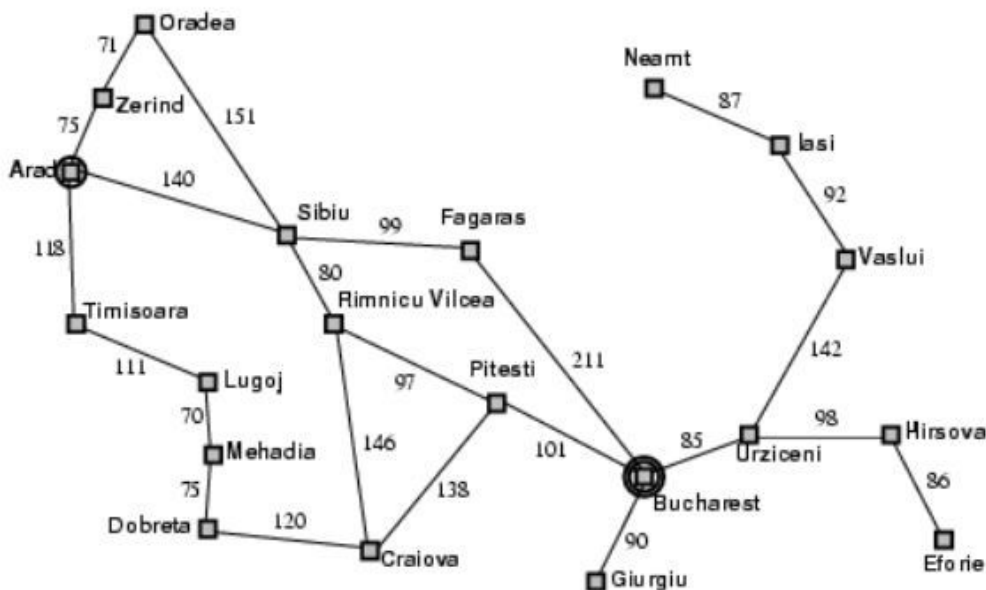 Oradea
71
Neamt
Zerind
87
75
151
Iasi
Arad
140
92
Sibiu
Fagaras
99
118
Vaslui
80
Timisoara
Rimnicu Vilcea
142
111
Pitesti
211
Lugoj
97
70
98
Hirsova
85
146
101
Urziceni
Mehadia
138
86
75
Bucharest
Dobreta
120
90
Craiova
Eforie
Giurgiu